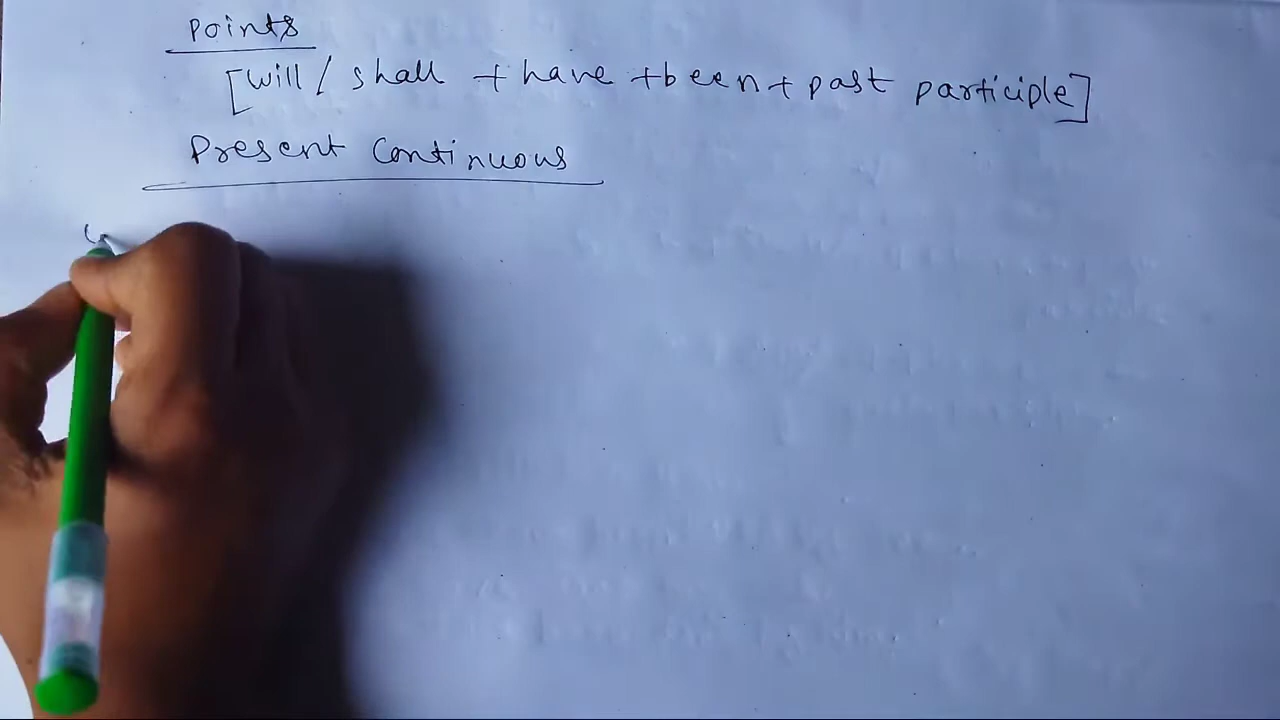 Points
[will / shall + have + been + past participle]
Present Continuous